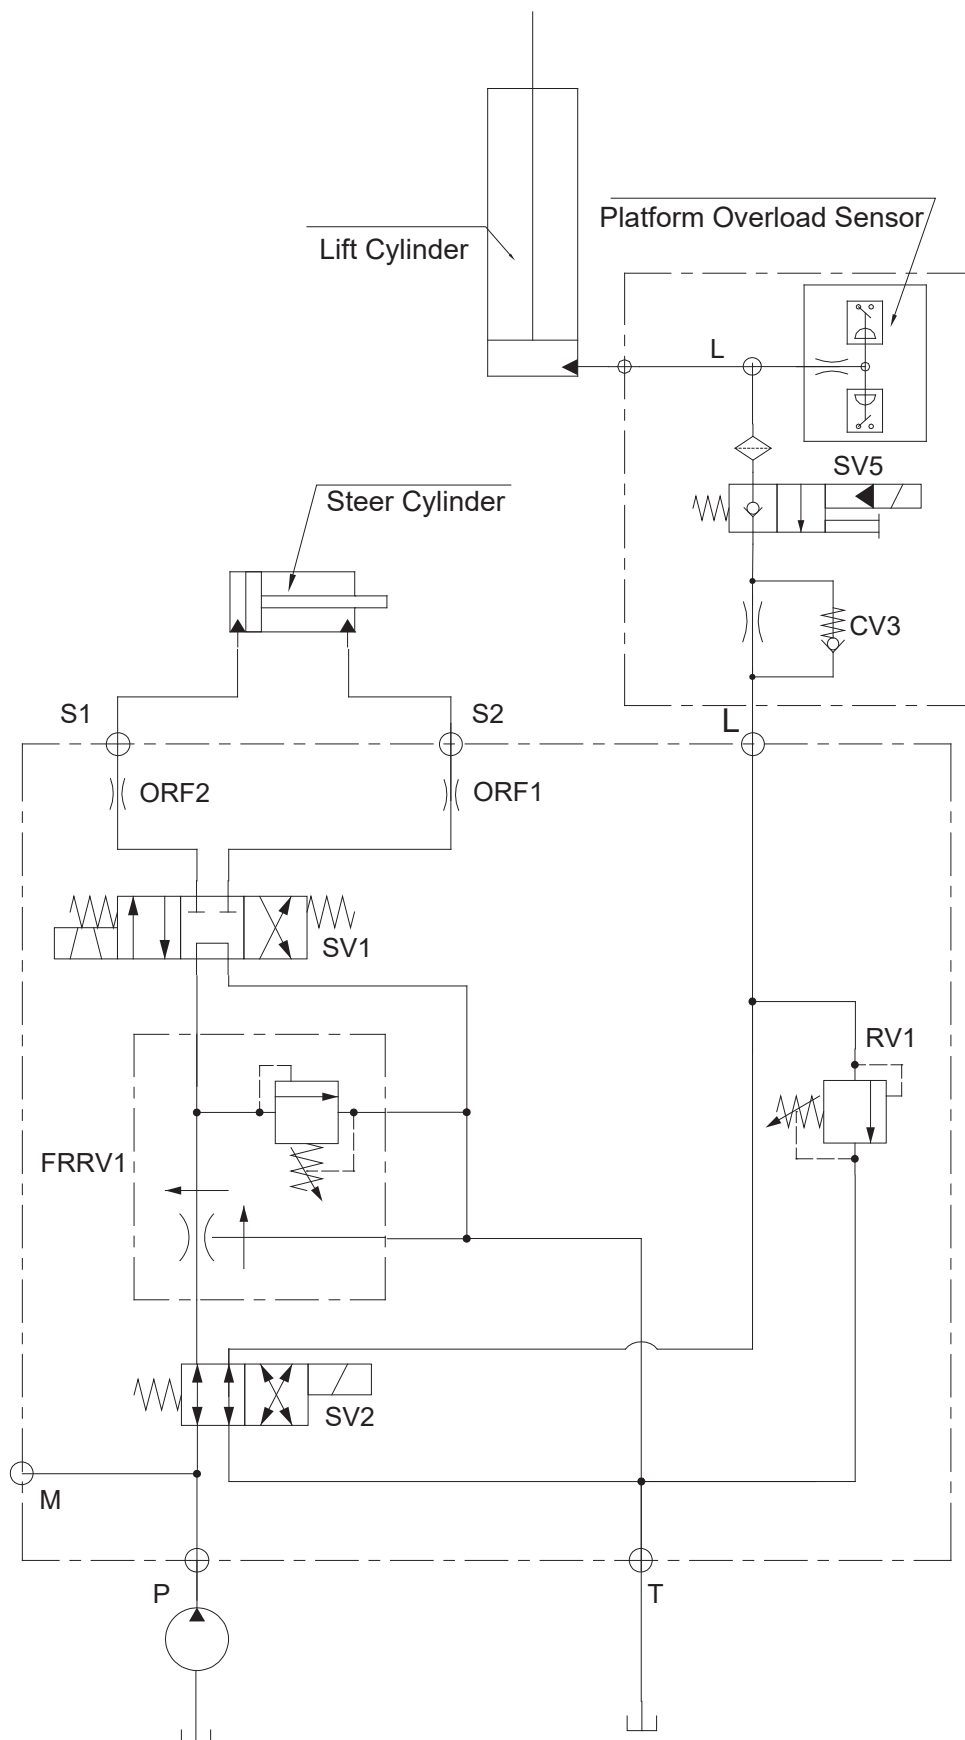 Platform Overload Sensor
Lift Cylinder
L
SV5
Steer Cylinder
CV3
S1
S2
L
ORF2
ORF1
SV1
RV1
FRRV1
SV2
M
P
T